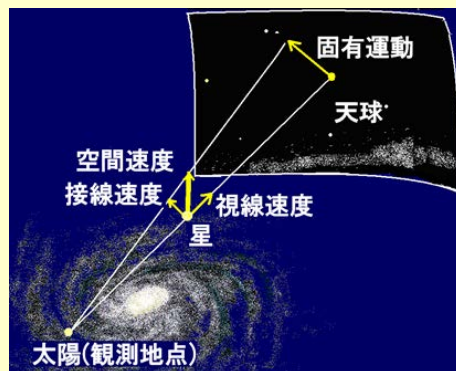 固有運動
天球
空間速度
接線速度
視線速度
星
太陽(観測地点)